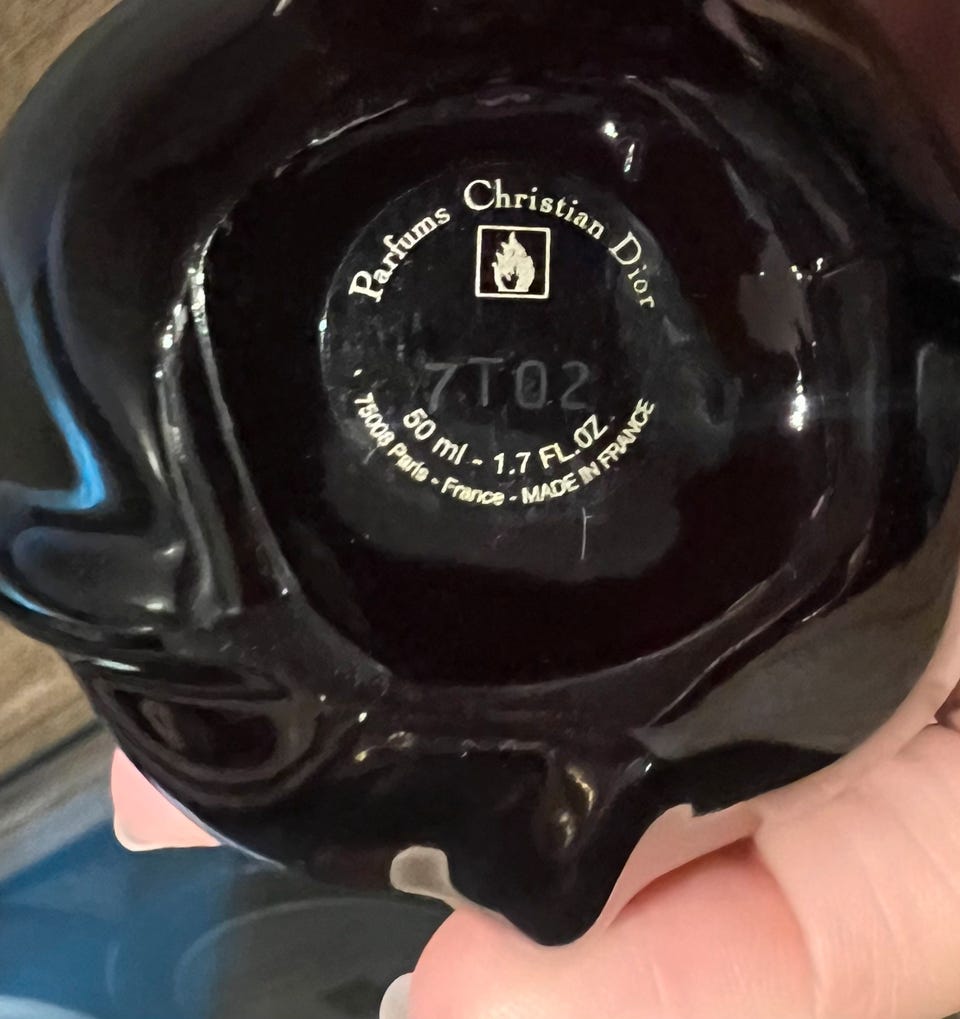 Parfums Christian Dior
7T02
50 ml - 1.7 FL.OZ.
75008 Paris - France - MADE IN FRANCE